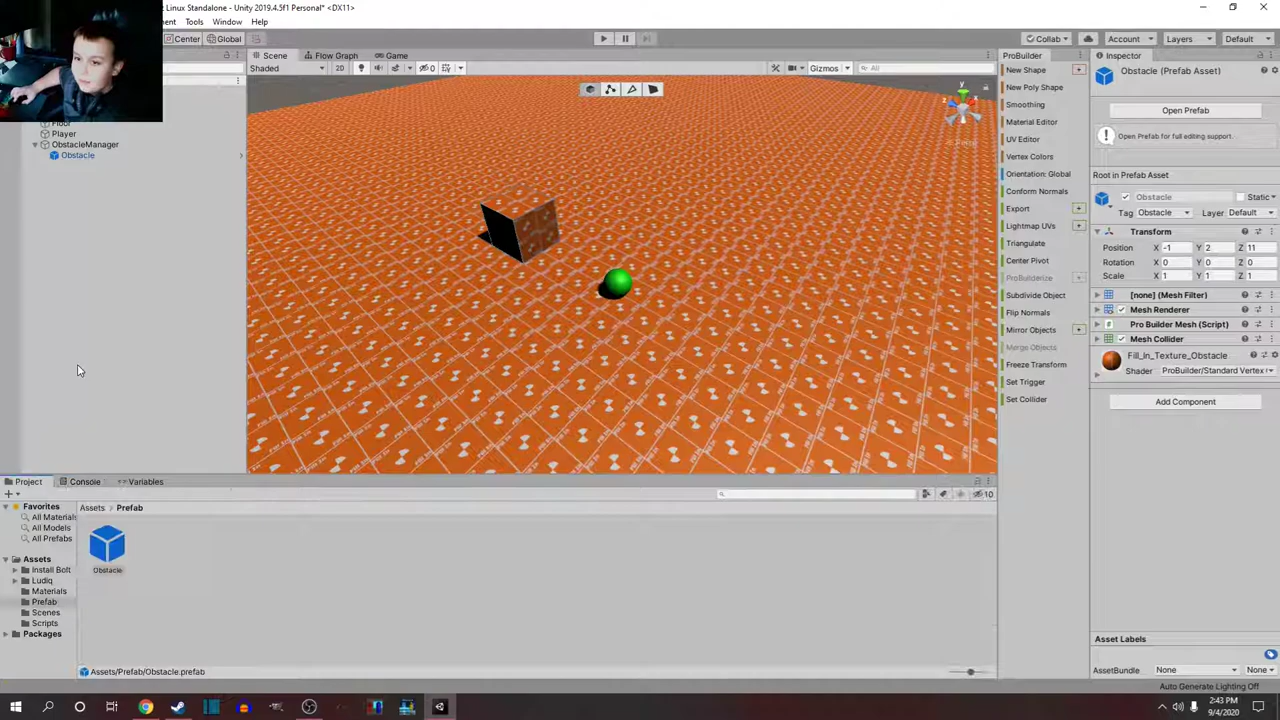 Linux Standalone - Unity 2019.4.5f1 Personal* <DX11>
Tools Window Help
Center Global
Collab Account Layers Default
Scene Flow Graph Game
Shaded 2D 0 Gizmos All
Player
ObstacleManager
Obstacle
y
ProBuilder
New Shape
New Poly Shape
Smoothing
Material Editor
UV Editor
Vertex Colors
Orientation: Global
Conform Normals
Export
Lightmap UVs
Triangulate
Center Pivot
ProBuilderize
Subdivide Object
Flip Normals
Mirror Objects
Merge Objects
Freeze Transform
Set Trigger
Set Collider
Inspector
Obstacle (Prefab Asset)
Open Prefab
Open Prefab for full editing support.
Root in Prefab Asset
Obstacle Static
Tag Obstacle Layer Default
Transform
Position X -1 Y 2 Z 11
Rotation X 0 Y 0 Z 0
Scale X 1 Y 1 Z 1
[none] (Mesh Filter)
Mesh Renderer
Pro Builder Mesh (Script)
Mesh Collider
Fill_In_Texture_Obstacle
Shader ProBuilder/Standard Vertex
Add Component
Asset Labels
AssetBundle None None
Auto Generate Lighting Off
Project Console Variables
10
Favorites
All Materials
All Models
All Prefabs
Assets
Install Bolt
Ludiq
Materials
Prefab
Scenes
Scripts
Packages
Assets > Prefab
Obstacle
Assets/Prefab/Obstacle.prefab
2:43 PM
9/4/2020